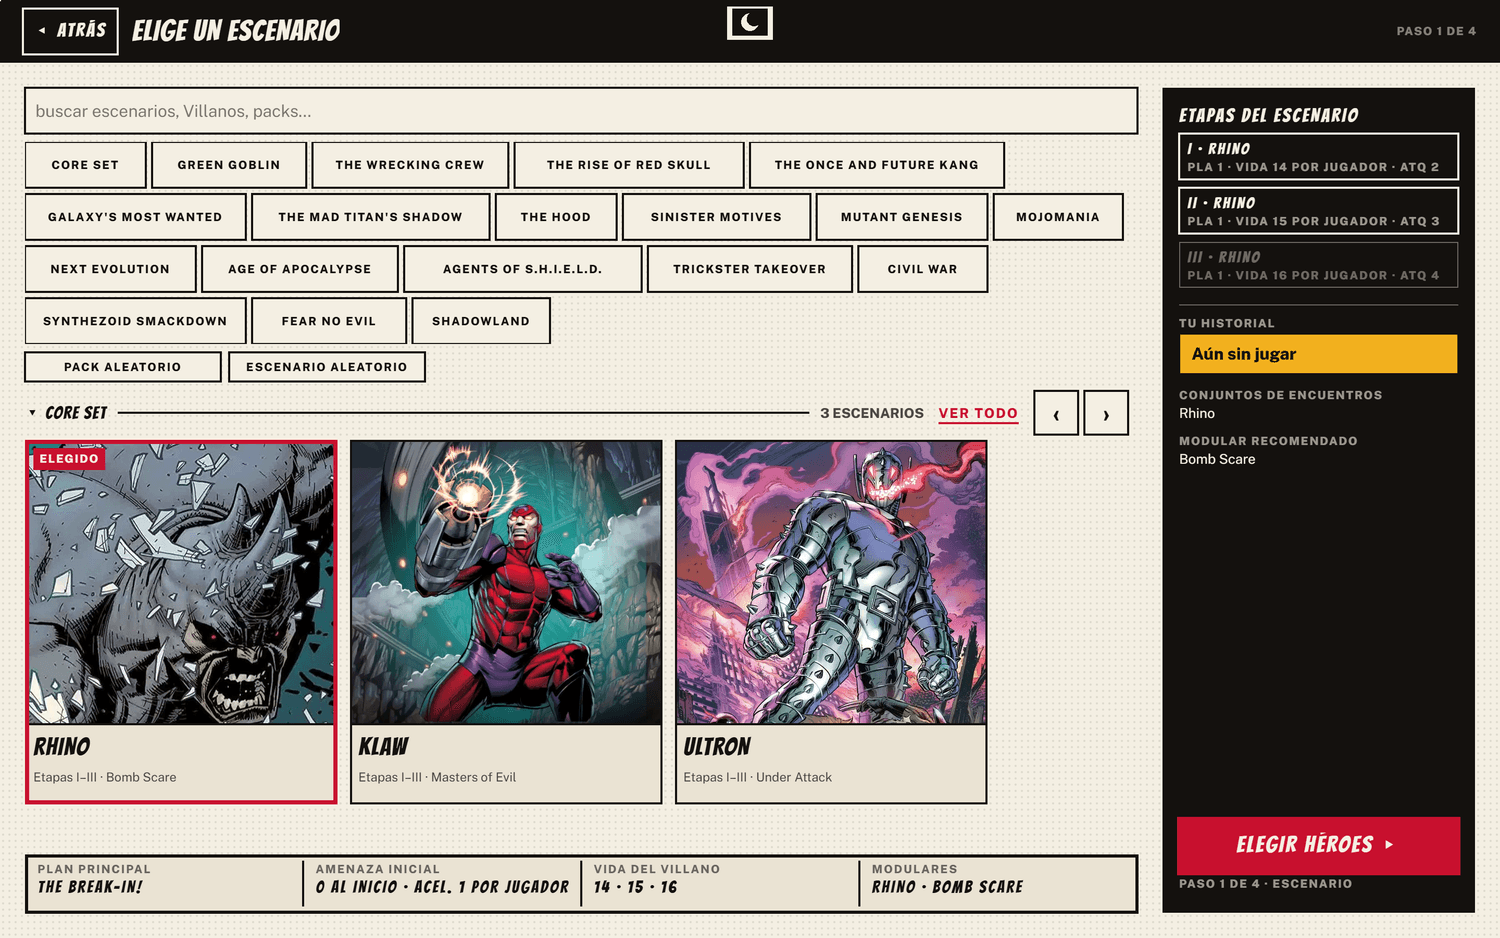 ◂ ATRÁS
ELIGE UN ESCENARIO
PASO 1 DE 4
buscar escenarios, Villanos, packs...
CORE SET
GREEN GOBLIN
THE WRECKING CREW
THE RISE OF RED SKULL
THE ONCE AND FUTURE KANG
GALAXY'S MOST WANTED
THE MAD TITAN'S SHADOW
THE HOOD
SINISTER MOTIVES
MUTANT GENESIS
MOJOMANIA
NEXT EVOLUTION
AGE OF APOCALYPSE
AGENTS OF S.H.I.E.L.D.
TRICKSTER TAKEOVER
CIVIL WAR
SYNTHEZOID SMACKDOWN
FEAR NO EVIL
SHADOWLAND
PACK ALEATORIO
ESCENARIO ALEATORIO
▾ CORE SET
3 ESCENARIOS
VER TODO
‹
›
ELEGIDO
RHINO
Etapas I–III · Bomb Scare
KLAW
Etapas I–III · Masters of Evil
ULTRON
Etapas I–III · Under Attack
PLAN PRINCIPAL
THE BREAK-IN!
AMENAZA INICIAL
0 AL INICIO · ACEL. 1 POR JUGADOR
VIDA DEL VILLANO
14 · 15 · 16
MODULARES
RHINO · BOMB SCARE
ETAPAS DEL ESCENARIO
I · RHINO
PLA 1 · VIDA 14 POR JUGADOR · ATQ 2
II · RHINO
PLA 1 · VIDA 15 POR JUGADOR · ATQ 3
III · RHINO
PLA 1 · VIDA 16 POR JUGADOR · ATQ 4
TU HISTORIAL
Aún sin jugar
CONJUNTOS DE ENCUENTROS
Rhino
MODULAR RECOMENDADO
Bomb Scare
ELEGIR HÉROES ▸
PASO 1 DE 4 · ESCENARIO